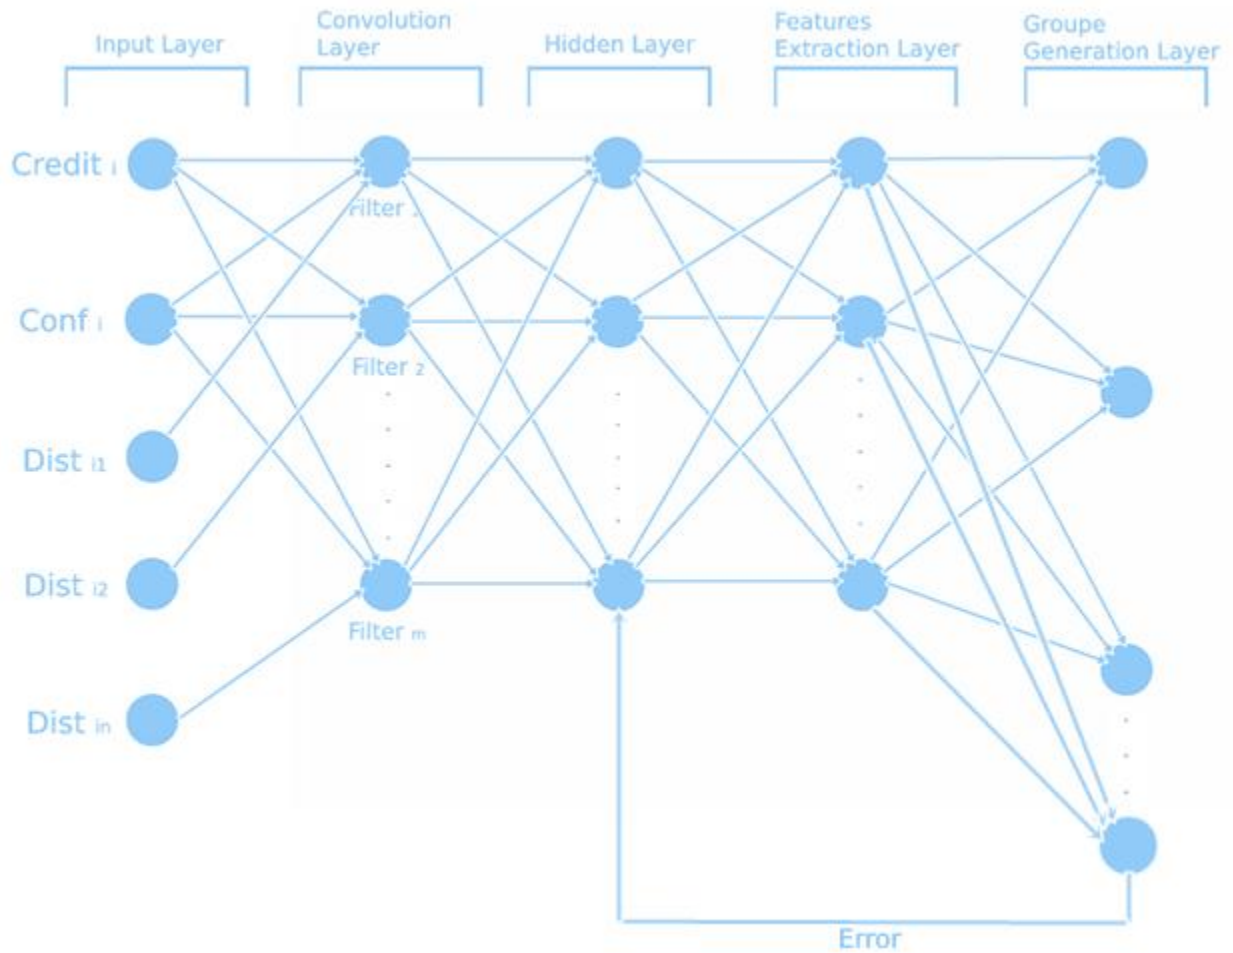 Input Layer
Convolution
Layer
Hidden Layer
Features
Extraction Layer
Groupe
Generation Layer
Credit i
Filter
Conf i
Filter 2
Dist i1
Dist i2
Filter m
Dist in
Error